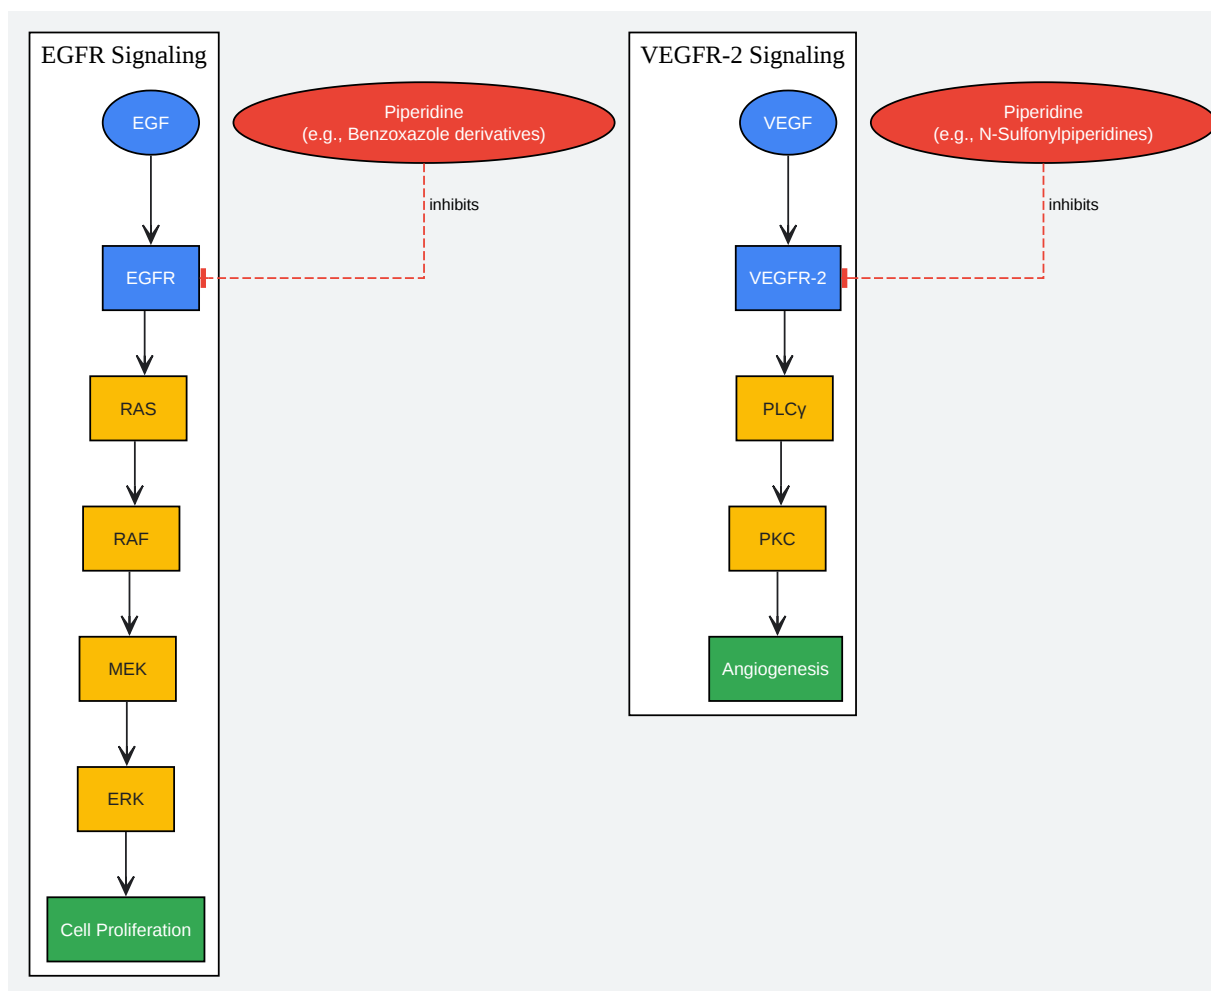 EGFR Signaling
EGF
Piperidine
(e.g., Benzoxazole derivatives)
inhibits
EGFR
RAS
RAF
MEK
ERK
Cell Proliferation
VEGFR-2 Signaling
VEGF
Piperidine
(e.g., N-Sulfonylpiperidines)
inhibits
VEGFR-2
PLCγ
PKC
Angiogenesis